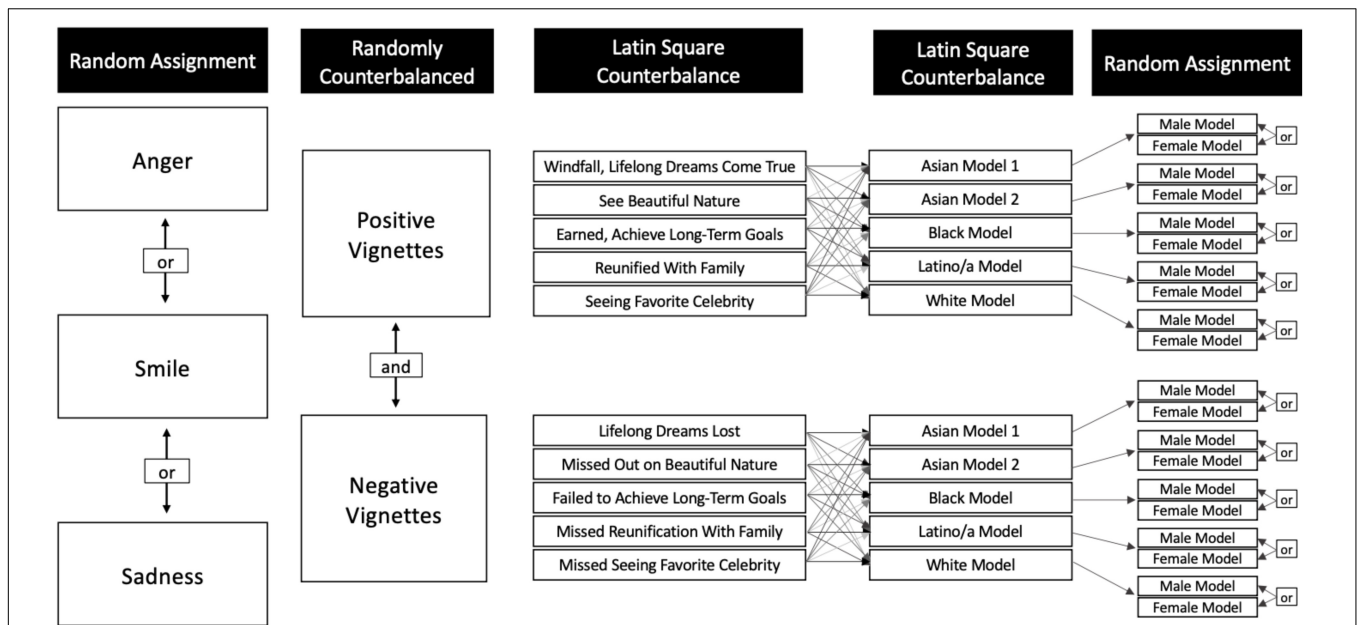 Random Assignment
Randomly
Counterbalanced
Latin Square
Counterbalance
Latin Square
Counterbalance
Random Assignment
Anger
or
Smile
or
Sadness
Positive
Vignettes
and
Negative
Vignettes
Windfall, Lifelong Dreams Come True
See Beautiful Nature
Earned, Achieve Long-Term Goals
Reunified With Family
Seeing Favorite Celebrity
Asian Model 1
Asian Model 2
Black Model
Latino/a Model
White Model
Male Model
Female Model
or
Male Model
Female Model
or
Male Model
Female Model
or
Male Model
Female Model
or
Male Model
Female Model
or
Lifelong Dreams Lost
Missed Out on Beautiful Nature
Failed to Achieve Long-Term Goals
Missed Reunification With Family
Missed Seeing Favorite Celebrity
Asian Model 1
Asian Model 2
Black Model
Latino/a Model
White Model
Male Model
Female Model
or
Male Model
Female Model
or
Male Model
Female Model
or
Male Model
Female Model
or
Male Model
Female Model
or